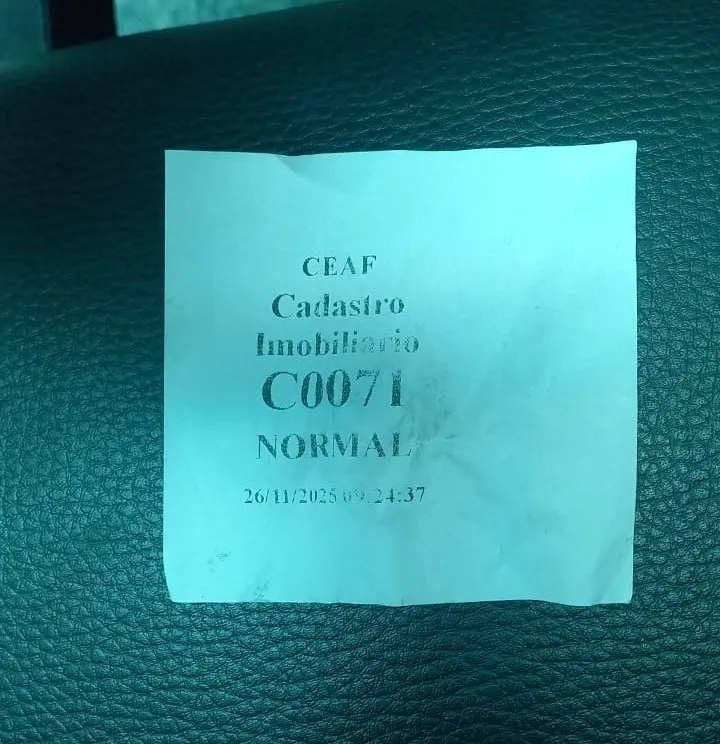 CEAF
Cadastro
Imobiliario
C0071
NORMAL
26/11/2025 09:24:37